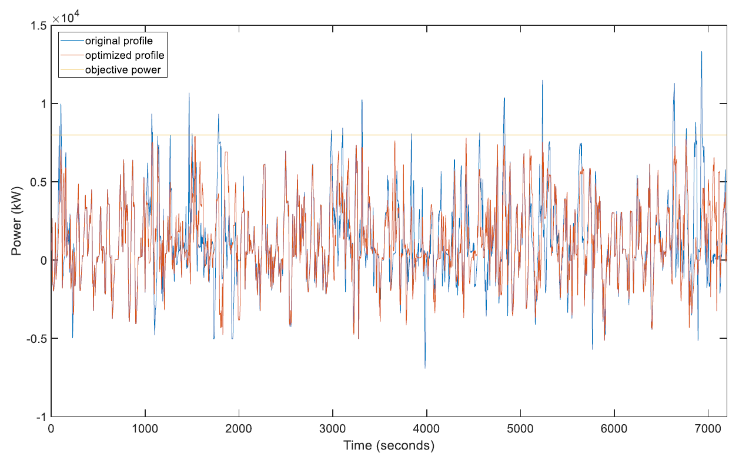 ×10⁴
1.5
original profile
optimized profile
objective power
1
0.5
0
-0.5
-1
Power (kW)
0 1000 2000 3000 4000 5000 6000 7000
Time (seconds)